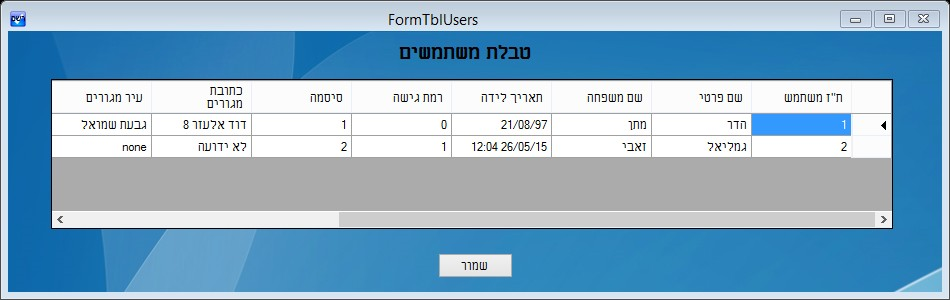 FormTblUsers
טבלת משתמשים
ת"ז משתמש שם פרטי שם משפחה תאריך לידה רמת גישה סיסמה כתובת מגורים עיר מגורים
1 הדר מתן 21/08/97 0 1 דוד אלעזר 8 גבעת שמואל
2 גמליאל זאבי 12:04 26/05/15 1 2 לא ידועה none
שמור